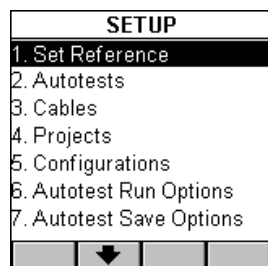 SETUP
1. Set Reference
2. Autotests
3. Cables
4. Projects
5. Configurations
6. Autotest Run Options
7. Autotest Save Options